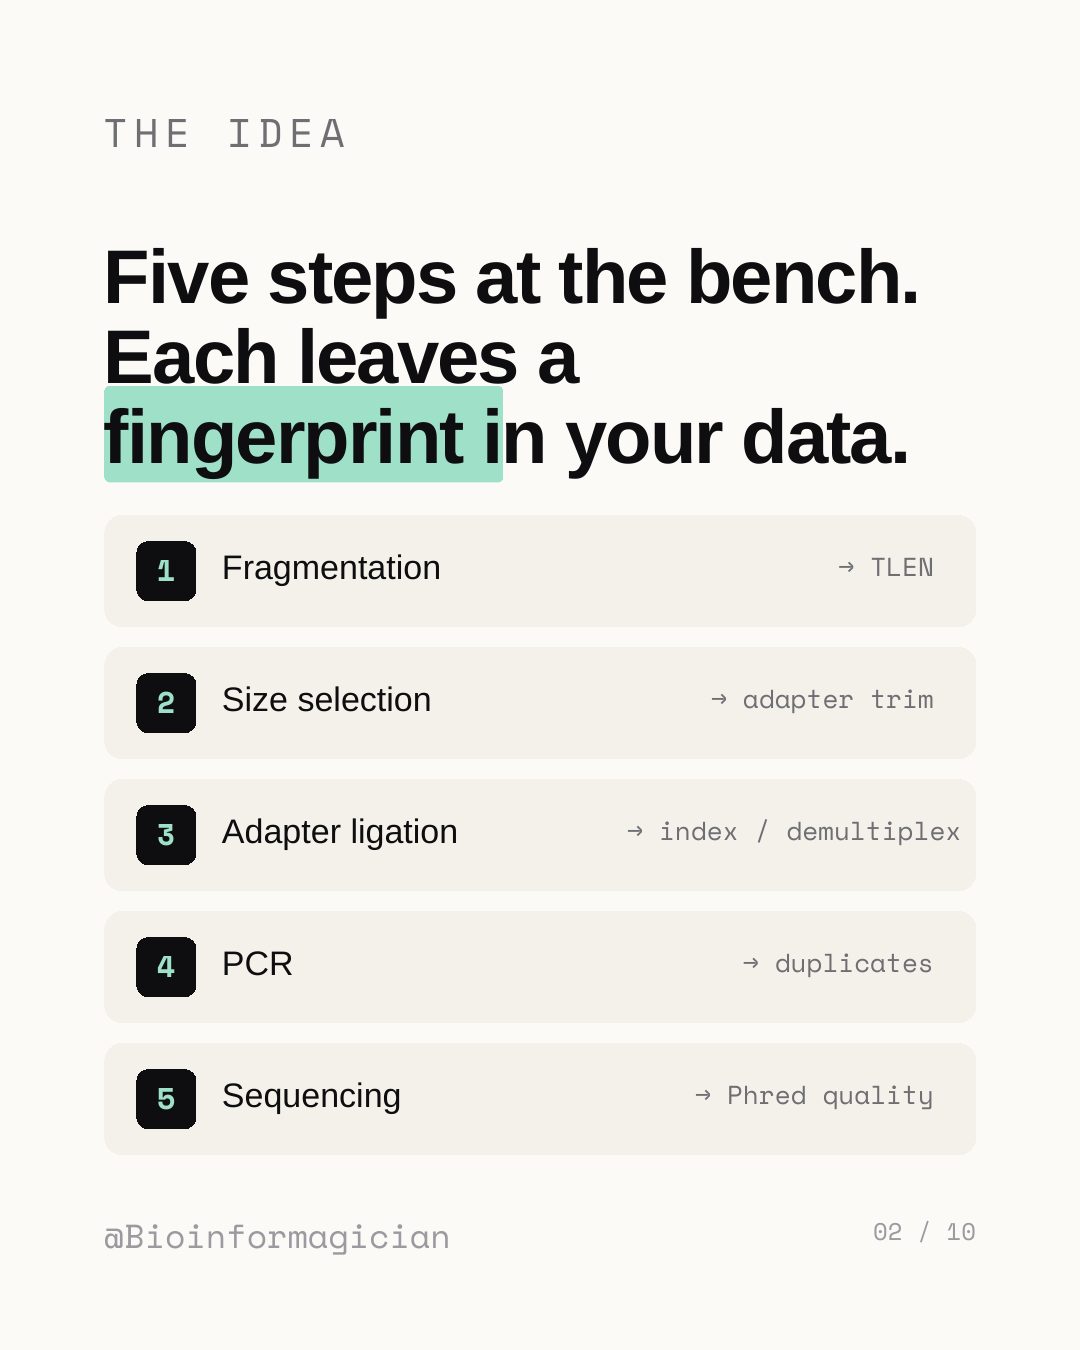 THE IDEA
Five steps at the bench.
Each leaves a
fingerprint in your data.
1 Fragmentation → TLEN
2 Size selection → adapter trim
3 Adapter ligation → index / demultiplex
4 PCR → duplicates
5 Sequencing → Phred quality
@Bioinformagician 02 / 10